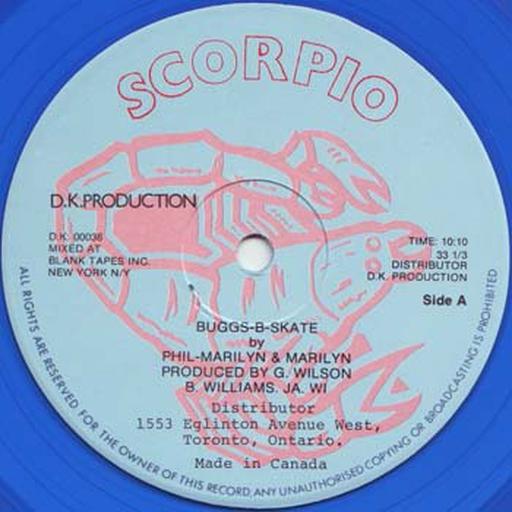 SCORPIO
D.K.PRODUCTION
D.K. 00036
MIXED AT
BLANK TAPES INC.
NEW YORK N/Y
TIME: 10:10
33 1/3
DISTRIBUTOR
D.K. PRODUCTION
Side A
BUGGS-B-SKATE
by
PHIL-MARILYN & MARILYN
PRODUCED BY G. WILSON
B. WILLIAMS. JA. WI
Distributor
1553 Eglinton Avenue West,
Toronto, Ontario.
Made in Canada
ALL RIGHTS ARE RESERVED FOR THE OWNER OF THIS RECORD, ANY UNAUTHORISED COPYING OR BROADCASTING IS PROHIBITED